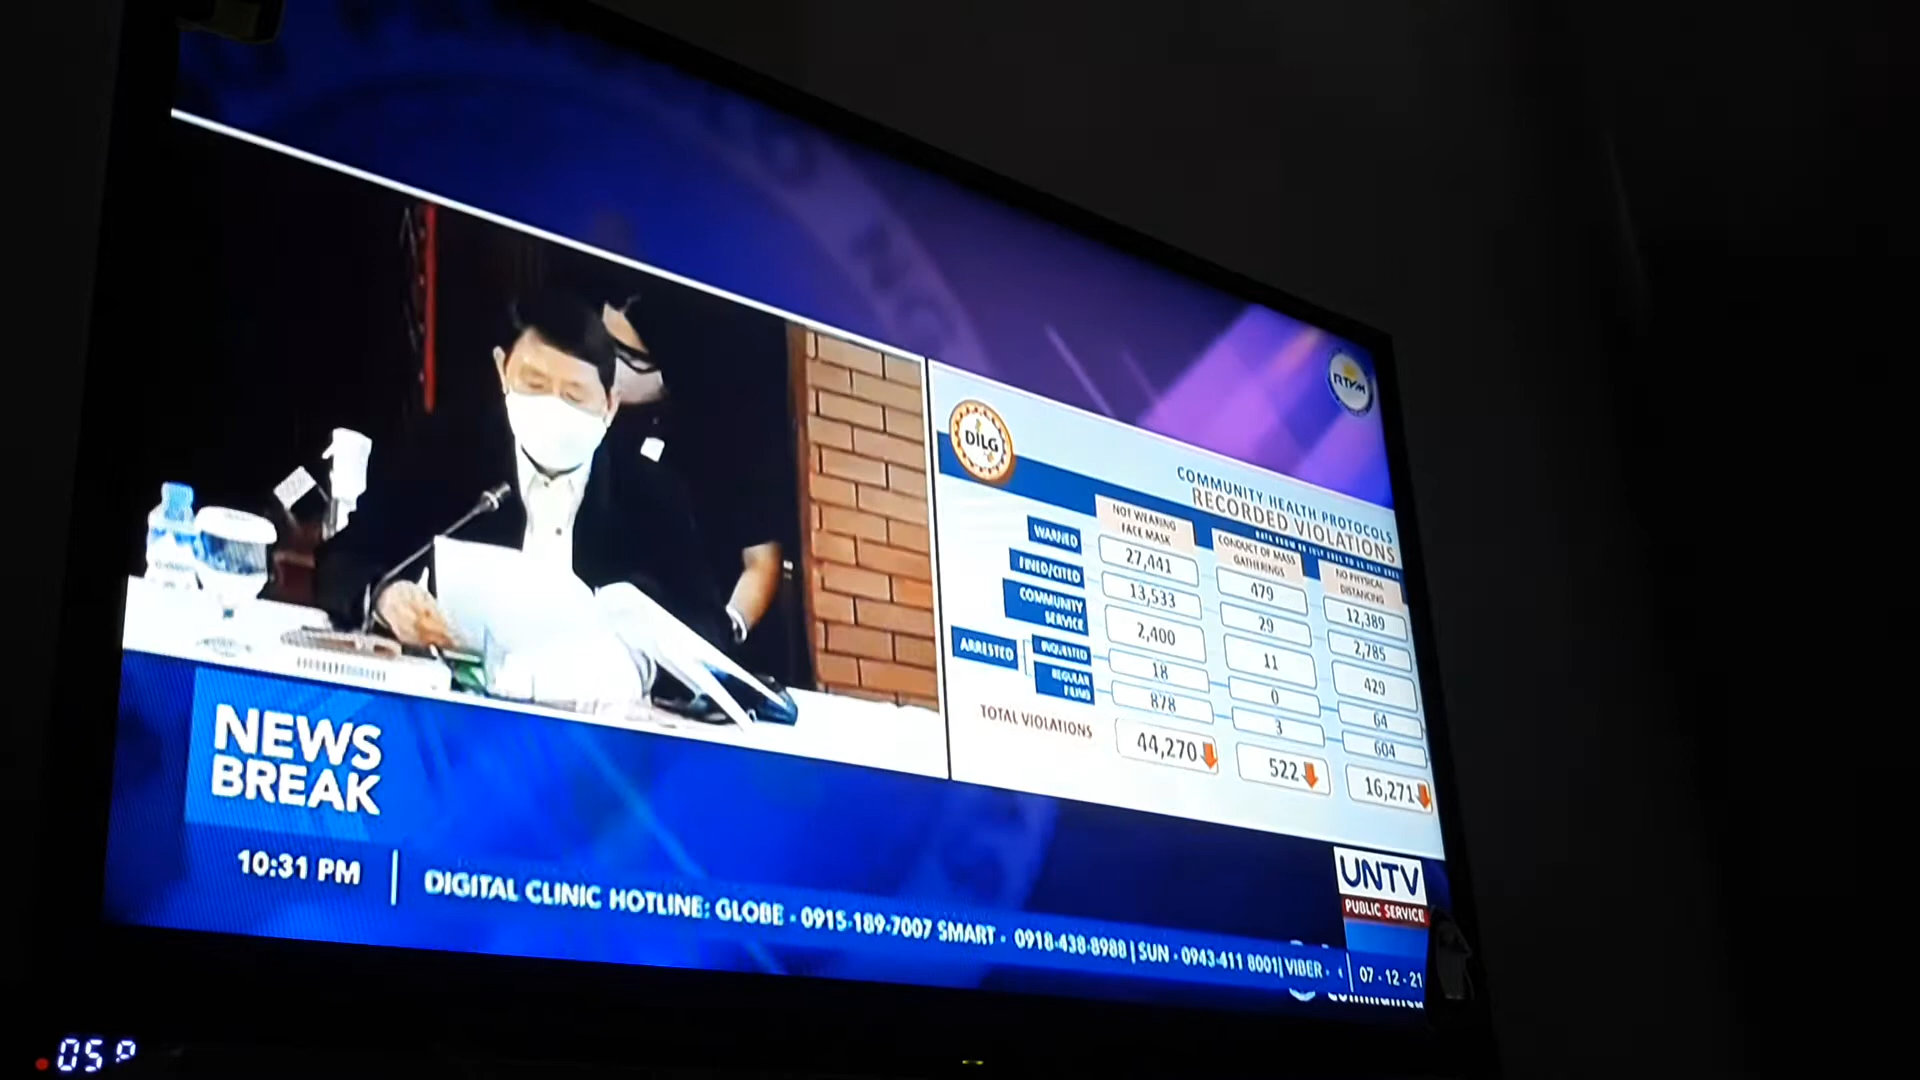 RTVM
DILG
COMMUNITY HEALTH PROTOCOLS
RECORDED VIOLATIONS
NOT WEARING
FACE MASK
CONDUCT OF MASS
GATHERINGS
NO PHYSICAL
DISTANCING
WARNED
27,441
479
12,389
FINED/CITED
13,533
29
2,785
COMMUNITY
SERVICE
2,400
11
429
ARRESTED
INQUESTED
18
0
64
REGULAR
FILING
878
3
604
TOTAL VIOLATIONS
44,270
522
16,271
NEWS
BREAK
UNTV
PUBLIC SERVICE
10:31 PM
DIGITAL CLINIC HOTLINE: GLOBE - 0915-189-7007 SMART - 0918-438-8988 | SUN - 0943-411 8001| VIBER -
07-12-21
05